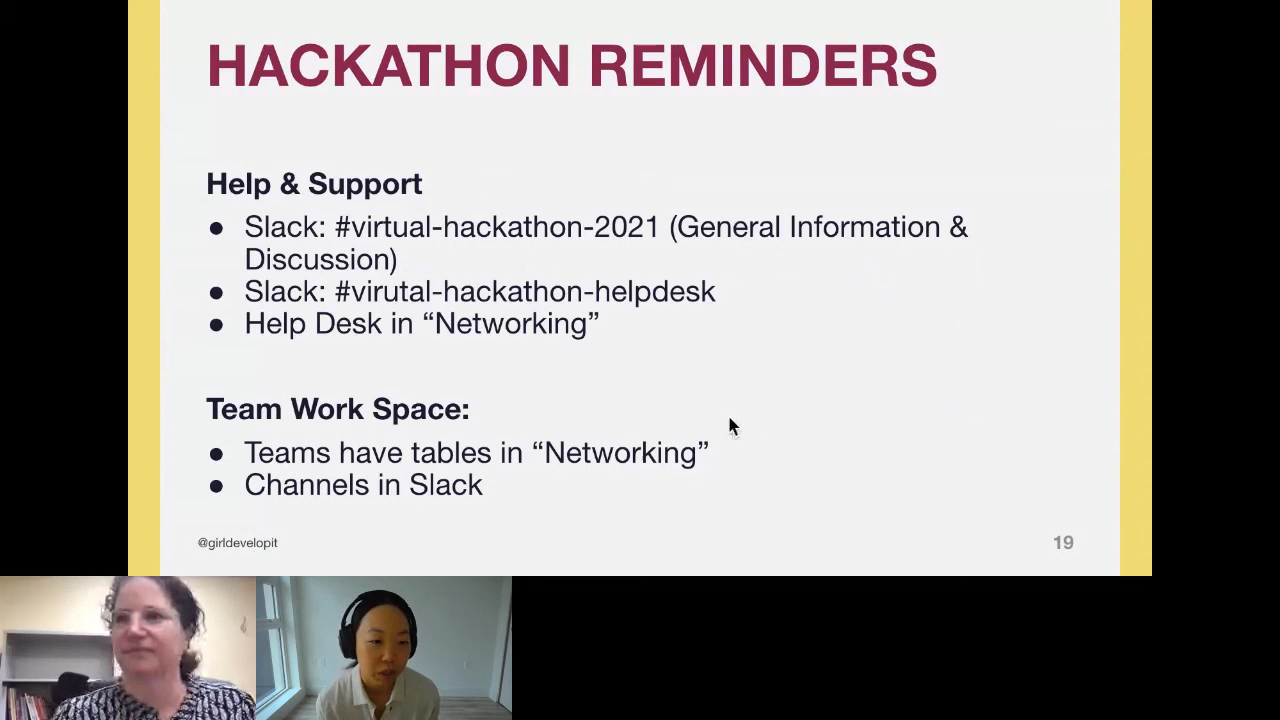 HACKATHON REMINDERS
Help & Support
● Slack: #virtual-hackathon-2021 (General Information &
Discussion)
● Slack: #virutal-hackathon-helpdesk
● Help Desk in “Networking”
Team Work Space:
● Teams have tables in “Networking”
● Channels in Slack
@girldevelopit
19